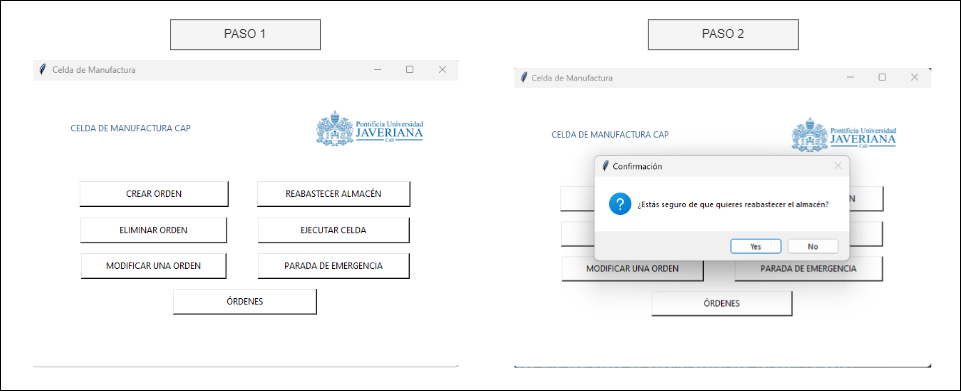 PASO 1
Celda de Manufactura
CELDA DE MANUFACTURA CAP
Pontificia Universidad
JAVERIANA
Cali
CREAR ORDEN
REABASTECER ALMACÉN
ELIMINAR ORDEN
EJECUTAR CELDA
MODIFICAR UNA ORDEN
PARADA DE EMERGENCIA
ÓRDENES
PASO 2
Celda de Manufactura
CELDA DE MANUFACTURA CAP
Pontificia Universidad
JAVERIANA
Cali
Confirmación
¿Estás seguro de que quieres reabastecer el almacén?
Yes
No
MODIFICAR UNA ORDEN
PARADA DE EMERGENCIA
ÓRDENES